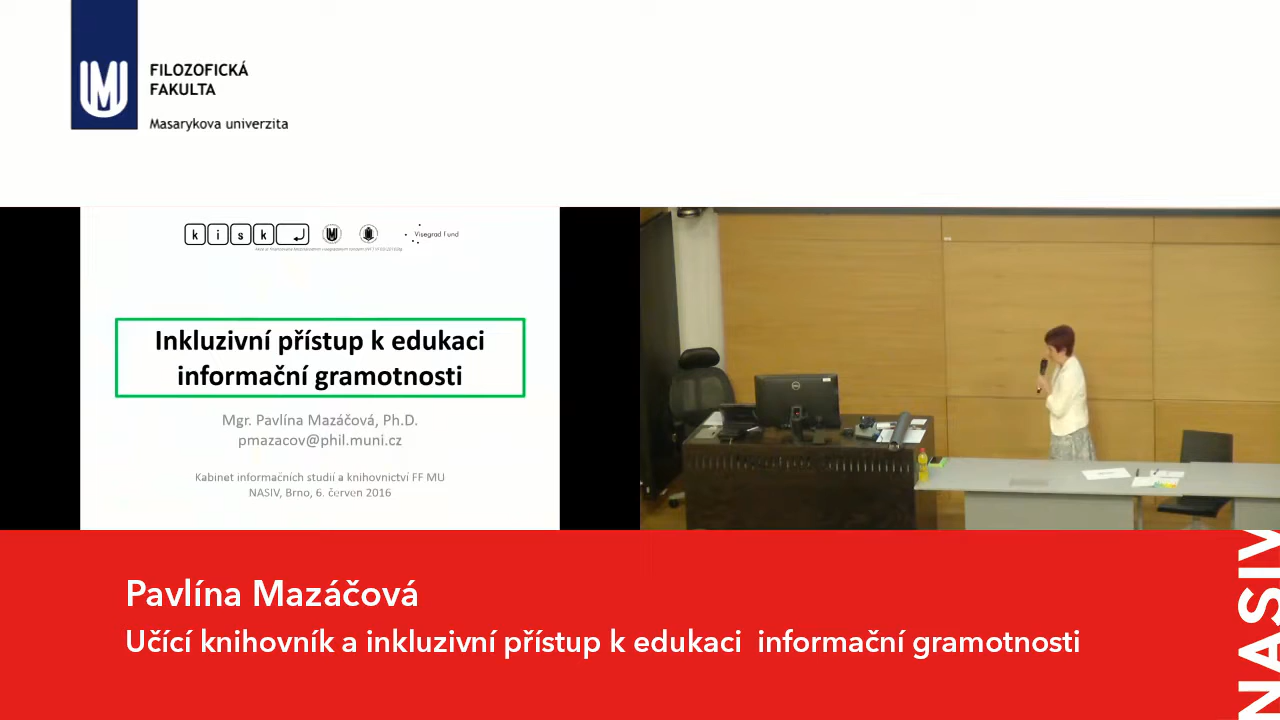 FILOZOFICKÁ
FAKULTA
Masarykova univerzita
k i s k
Visegrad Fund
Inkluzivní přístup k edukaci
informační gramotnosti
Mgr. Pavlína Mazáčová, Ph.D.
pmazacov@phil.muni.cz
Kabinet informačních studií a knihovnictví FF MU
NASIV, Brno, 6. červen 2016
DELL
Pavlína Mazáčová
Učící knihovník a inkluzivní přístup k edukaci informační gramotnosti
NASIV